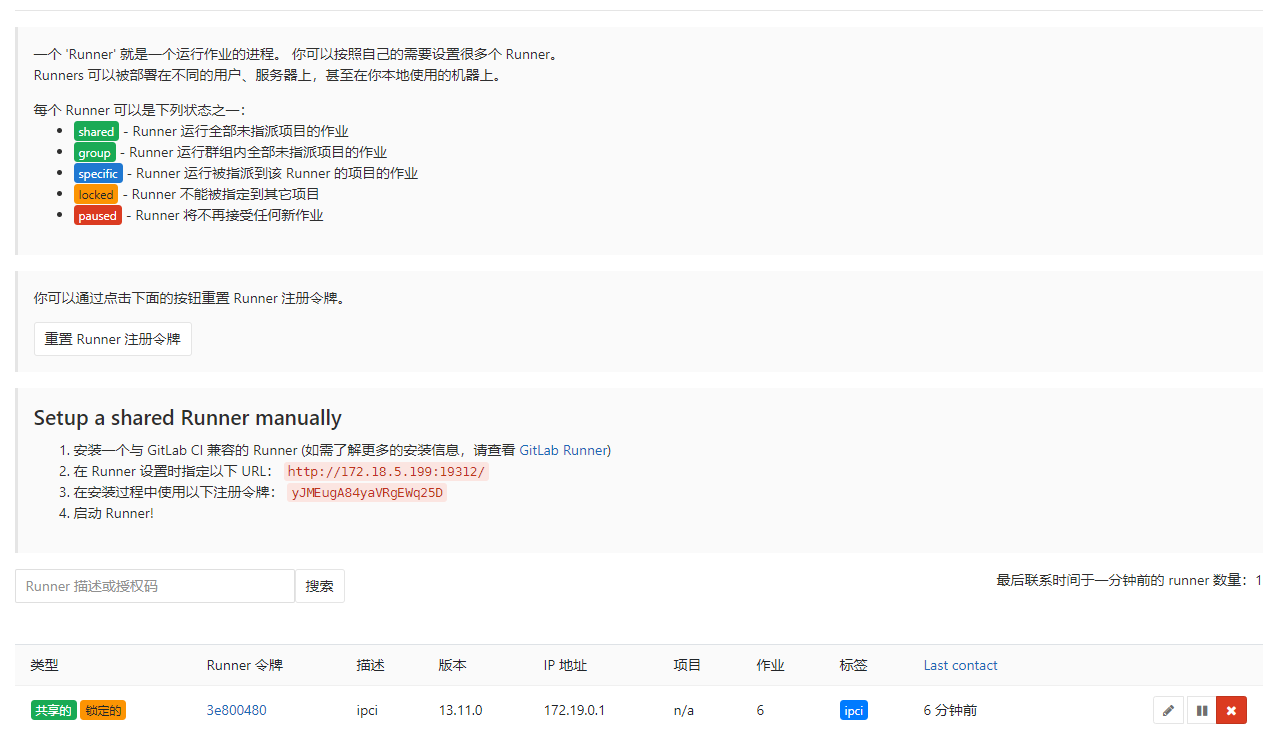 一个 'Runner' 就是一个运行作业的进程。 你可以按照自己的需要设置很多个 Runner。
Runners 可以被部署在不同的用户、服务器上，甚至在你本地使用的机器上。
每个 Runner 可以是下列状态之一：
• shared - Runner 运行全部未指派项目的作业
• group - Runner 运行群组内全部未指派项目的作业
• specific - Runner 运行被指派到该 Runner 的项目的作业
• locked - Runner 不能被指定到其它项目
• paused - Runner 将不再接受任何新作业
你可以通过点击下面的按钮重置 Runner 注册令牌。
重置 Runner 注册令牌
Setup a shared Runner manually
1. 安装一个与 GitLab CI 兼容的 Runner (如需了解更多的安装信息，请查看 GitLab Runner)
2. 在 Runner 设置时指定以下 URL： http://172.18.5.199:19312/
3. 在安装过程中使用以下注册令牌： yJMEugA84yaVRgEWq25D
4. 启动 Runner!
Runner 描述或授权码 搜索 最后联系时间于一分钟前的 runner 数量：1
类型 Runner 令牌 描述 版本 IP 地址 项目 作业 标签 Last contact
共享的 锁定的 3e800480 ipci 13.11.0 172.19.0.1 n/a 6 ipci 6 分钟前